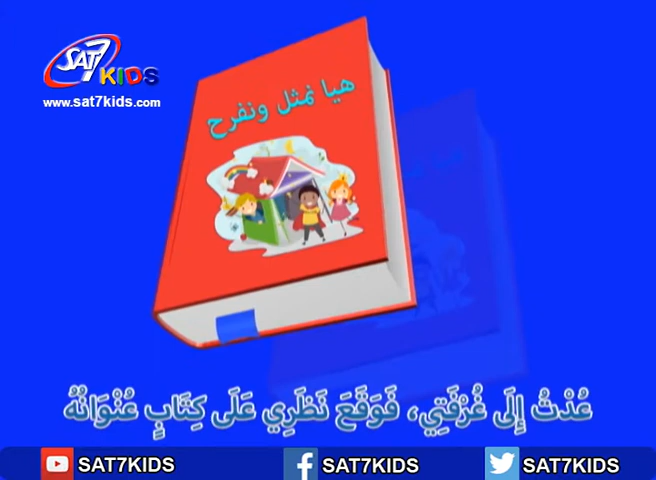 SAT7
KIDS
www.sat7kids.com
هيا نمثل ونفرح
عُدْتُ إِلَى غُرْفَتِي، فَوَقَعَ نَظَرِي عَلَى كِتَابٍ عُنْوَانُهُ
SAT7KIDS SAT7KIDS SAT7KIDS